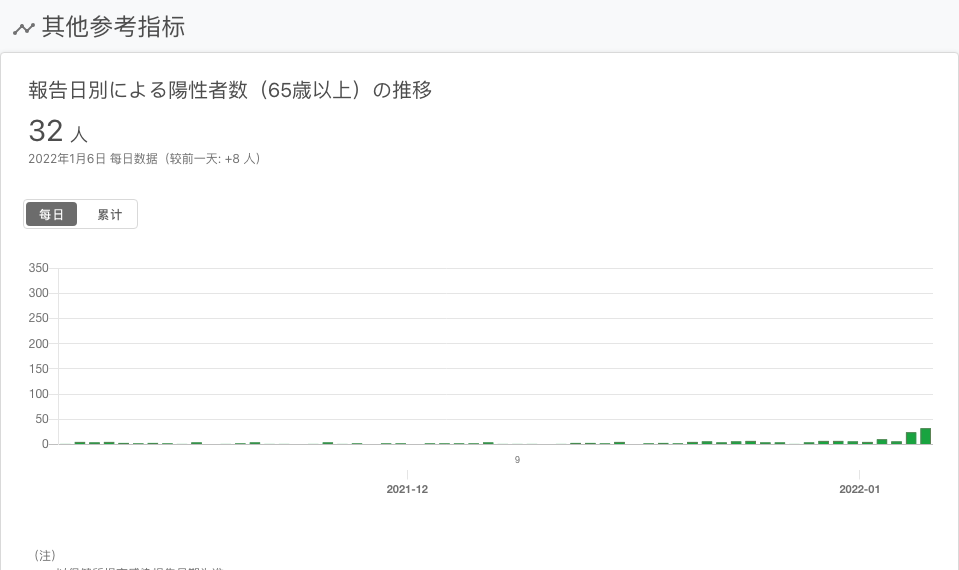 其他参考指标
報告日別による陽性者数（65歳以上）の推移
32 人
2022年1月6日 每日数据（较前一天: +8 人）
每日 累计
350
300
250
200
150
100
50
0
9
2021-12 2022-01
（注）